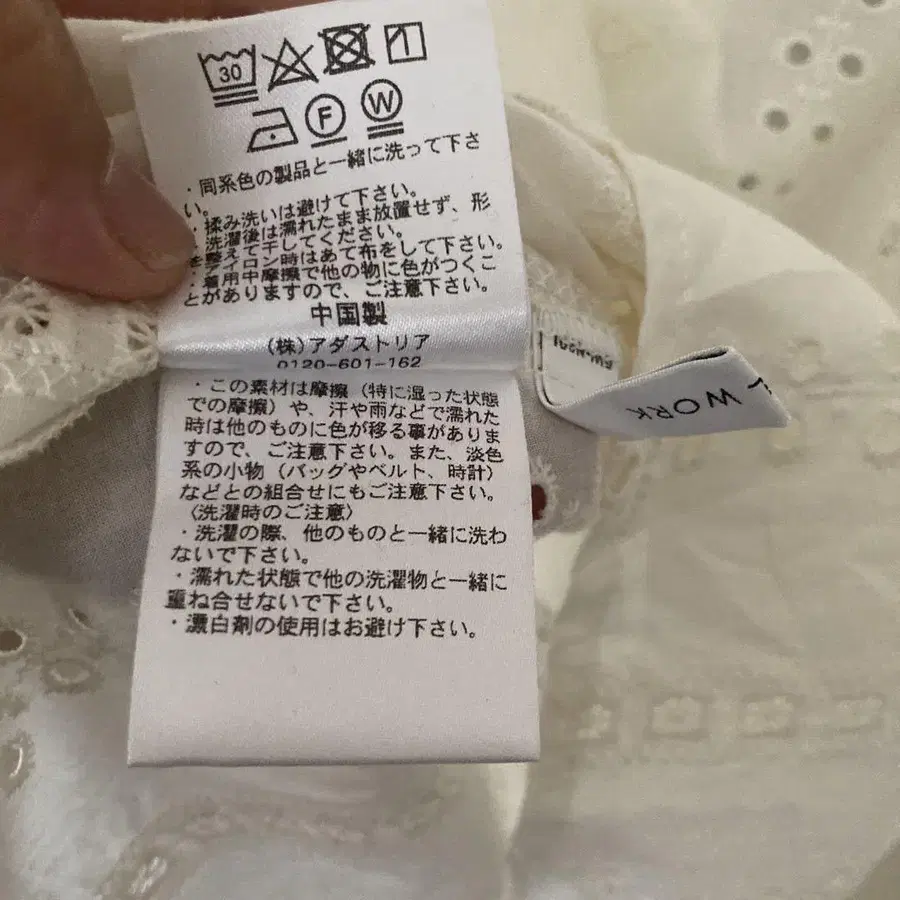 30
F W
・同系色の製品と一緒に洗って下さ
い。
・揉み洗いは避けて下さい。
・洗濯後は濡れたまま放置せず、形
を整えて干してください。
・アイロン時はあて布をして下さい。
・着用中摩擦で他の物に色がつくこ
とがありますので、ご注意下さい。
中国製
(株)アダストリア
0120-601-162
・この素材は摩擦（特に湿った状態
での摩擦）や、汗や雨などで濡れた
時は他のものに色が移る事がありま
すので、ご注意下さい。また、淡色
系の小物（バッグやベルト、時計）
などとの組合せにもご注意下さい。
〈洗濯時のご注意〉
・洗濯の際、他のものと一緒に洗わ
ないで下さい。
・濡れた状態で他の洗濯物と一緒に
重ね合せないで下さい。
・漂白剤の使用はお避け下さい。
WORK